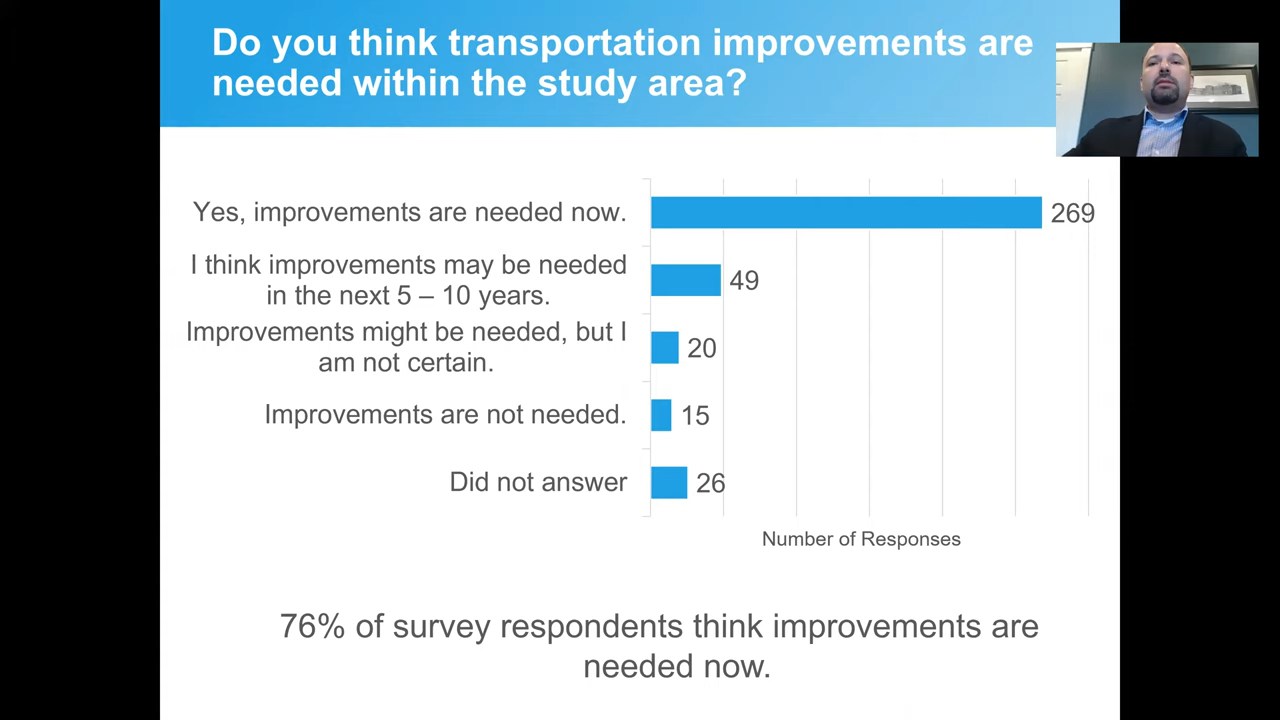 Do you think transportation improvements are
needed within the study area?
Yes, improvements are needed now.
269
I think improvements may be needed
in the next 5 – 10 years.
49
Improvements might be needed, but I
am not certain.
20
Improvements are not needed.
15
Did not answer
26
Number of Responses
76% of survey respondents think improvements are
needed now.